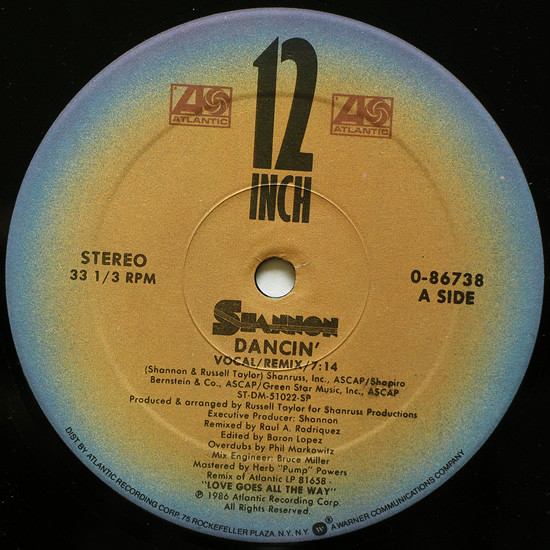 12
INCH
ATLANTIC
ATLANTIC
STEREO
33 1/3 RPM
0-86738
A SIDE
SHANNON
DANCIN'
VOCAL/REMIX/7:14
(Shannon & Russell Taylor) Shanruss, Inc., ASCAP/Shapiro
Bernstein & Co., ASCAP/Green Star Music, Inc., ASCAP
ST-DM-51022-SP
Produced & arranged by Russell Taylor for Shanruss Productions
Executive Producer: Shannon
Remixed by Raul A. Rodriquez
Edited by Baron Lopez
Overdubs by Phil Markowitz
Mix Engineer: Bruce Miller
Mastered by Herb "Pump" Powers
Remix of Atlantic LP 81658 -
"LOVE GOES ALL THE WAY"
℗ 1986 Atlantic Recording Corp.
All Rights Reserved.
DIST BY ATLANTIC RECORDING CORP. 75 ROCKEFELLER PLAZA, N.Y. N.Y. W A WARNER COMMUNICATIONS COMPANY